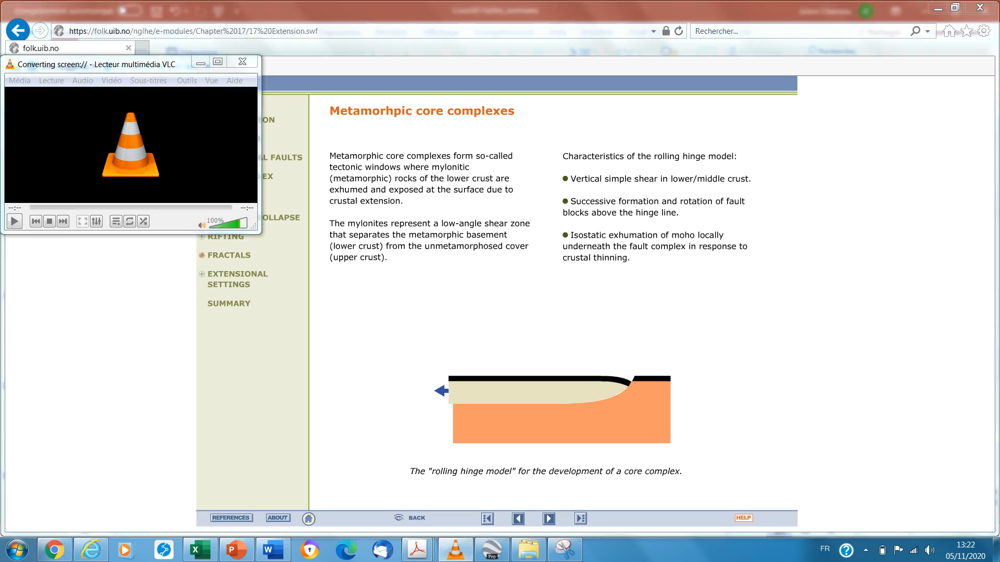 https://folk.uib.no/nglhe/e-modules/Chapter%2017/17%20Extension.swf
Rechercher...
folk.uib.no
Converting screen:// - Lecteur multimédia VLC
Média Lecture Audio Vidéo Sous-titres Outils Vue Aide
--:-- --:--
100%
ON
L FAULTS
EX
OLLAPSE
RIFTING
FRACTALS
EXTENSIONAL
SETTINGS
SUMMARY
Metamorhpic core complexes
Metamorphic core complexes form so-called
tectonic windows where mylonitic
(metamorphic) rocks of the lower crust are
exhumed and exposed at the surface due to
crustal extension.
The mylonites represent a low-angle shear zone
that separates the metamorphic basement
(lower crust) from the unmetamorphosed cover
(upper crust).
Characteristics of the rolling hinge model:
Vertical simple shear in lower/middle crust.
Successive formation and rotation of fault
blocks above the hinge line.
Isostatic exhumation of moho locally
underneath the fault complex in response to
crustal thinning.
The "rolling hinge model" for the development of a core complex.
REFERENCES ABOUT BACK HELP
Pro
FR
13:22
05/11/2020